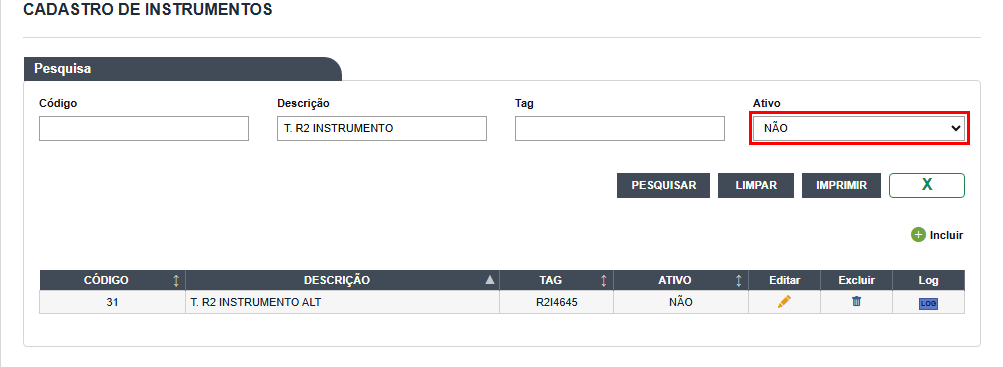 CADASTRO DE INSTRUMENTOS
Pesquisa
Código Descrição Tag Ativo
T. R2 INSTRUMENTO NÃO
PESQUISAR LIMPAR IMPRIMIR X
Incluir
CÓDIGO DESCRIÇÃO TAG ATIVO Editar Excluir Log
31 T. R2 INSTRUMENTO ALT R2I4645 NÃO LOG